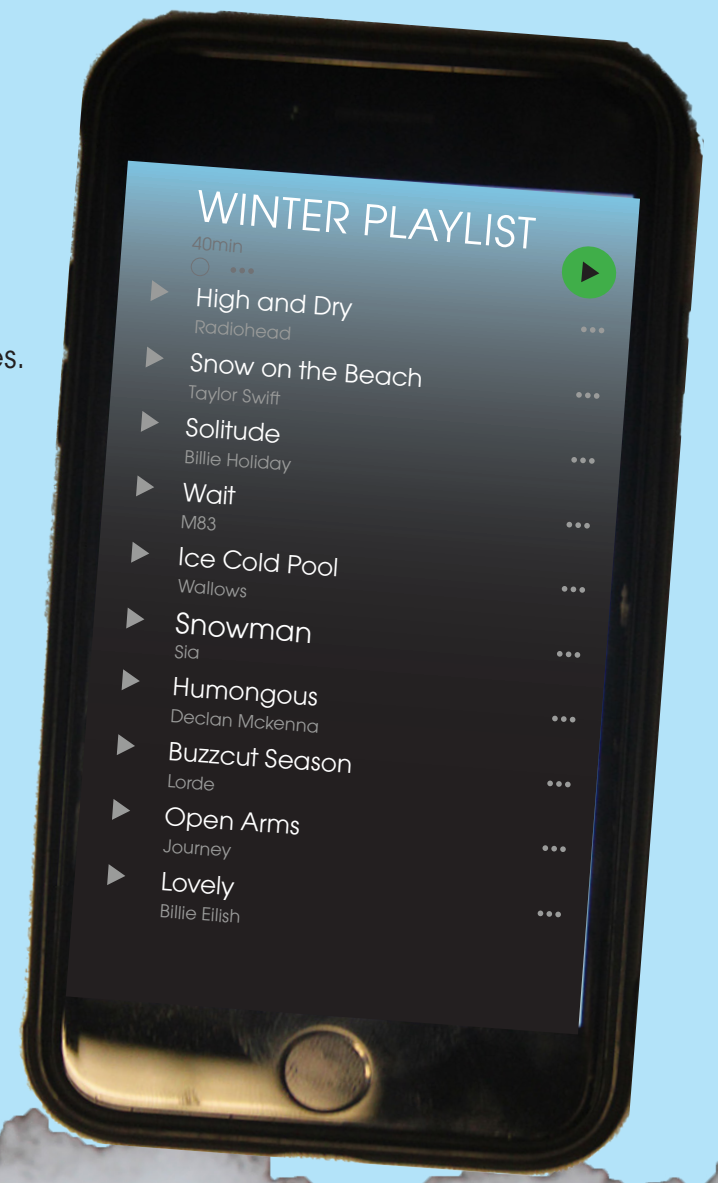 es.
WINTER PLAYLIST
40min
High and Dry
Radiohead
Snow on the Beach
Taylor Swift
Solitude
Billie Holiday
Wait
M83
Ice Cold Pool
Wallows
Snowman
Sia
Humongous
Declan Mckenna
Buzzcut Season
Lorde
Open Arms
Journey
Lovely
Billie Eilish